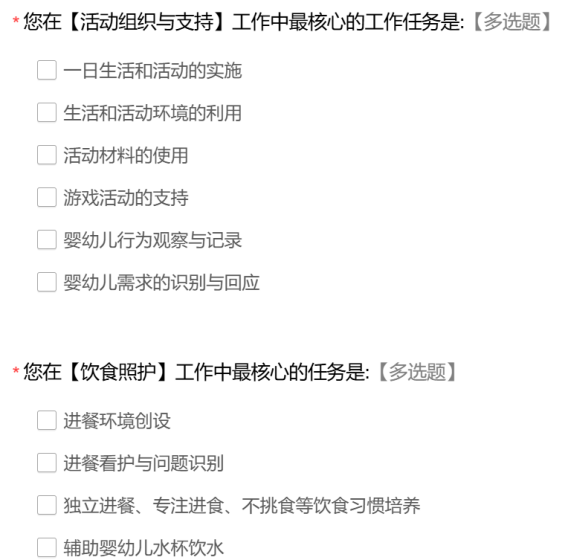 *您在【活动组织与支持】工作中最核心的工作任务是:【多选题】
一日生活和活动的实施
生活和活动环境的利用
活动材料的使用
游戏活动的支持
婴幼儿行为观察与记录
婴幼儿需求的识别与回应
*您在【饮食照护】工作中最核心的任务是:【多选题】
进餐环境创设
进餐看护与问题识别
独立进餐、专注进食、不挑食等饮食习惯培养
辅助婴幼儿水杯饮水